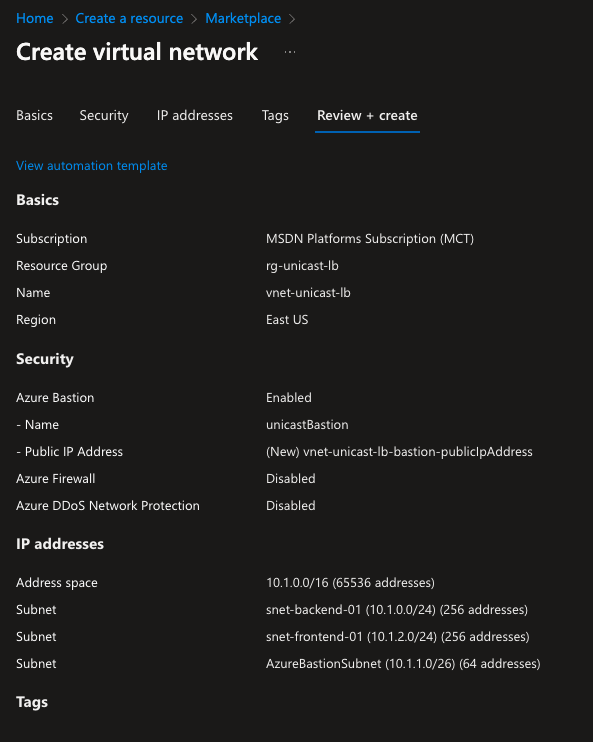 Home > Create a resource > Marketplace >
Create virtual network ...
Basics Security IP addresses Tags Review + create
View automation template
Basics
Subscription MSDN Platforms Subscription (MCT)
Resource Group rg-unicast-lb
Name vnet-unicast-lb
Region East US
Security
Azure Bastion Enabled
- Name unicastBastion
- Public IP Address (New) vnet-unicast-lb-bastion-publicIpAddress
Azure Firewall Disabled
Azure DDoS Network Protection Disabled
IP addresses
Address space 10.1.0.0/16 (65536 addresses)
Subnet snet-backend-01 (10.1.0.0/24) (256 addresses)
Subnet snet-frontend-01 (10.1.2.0/24) (256 addresses)
Subnet AzureBastionSubnet (10.1.1.0/26) (64 addresses)
Tags